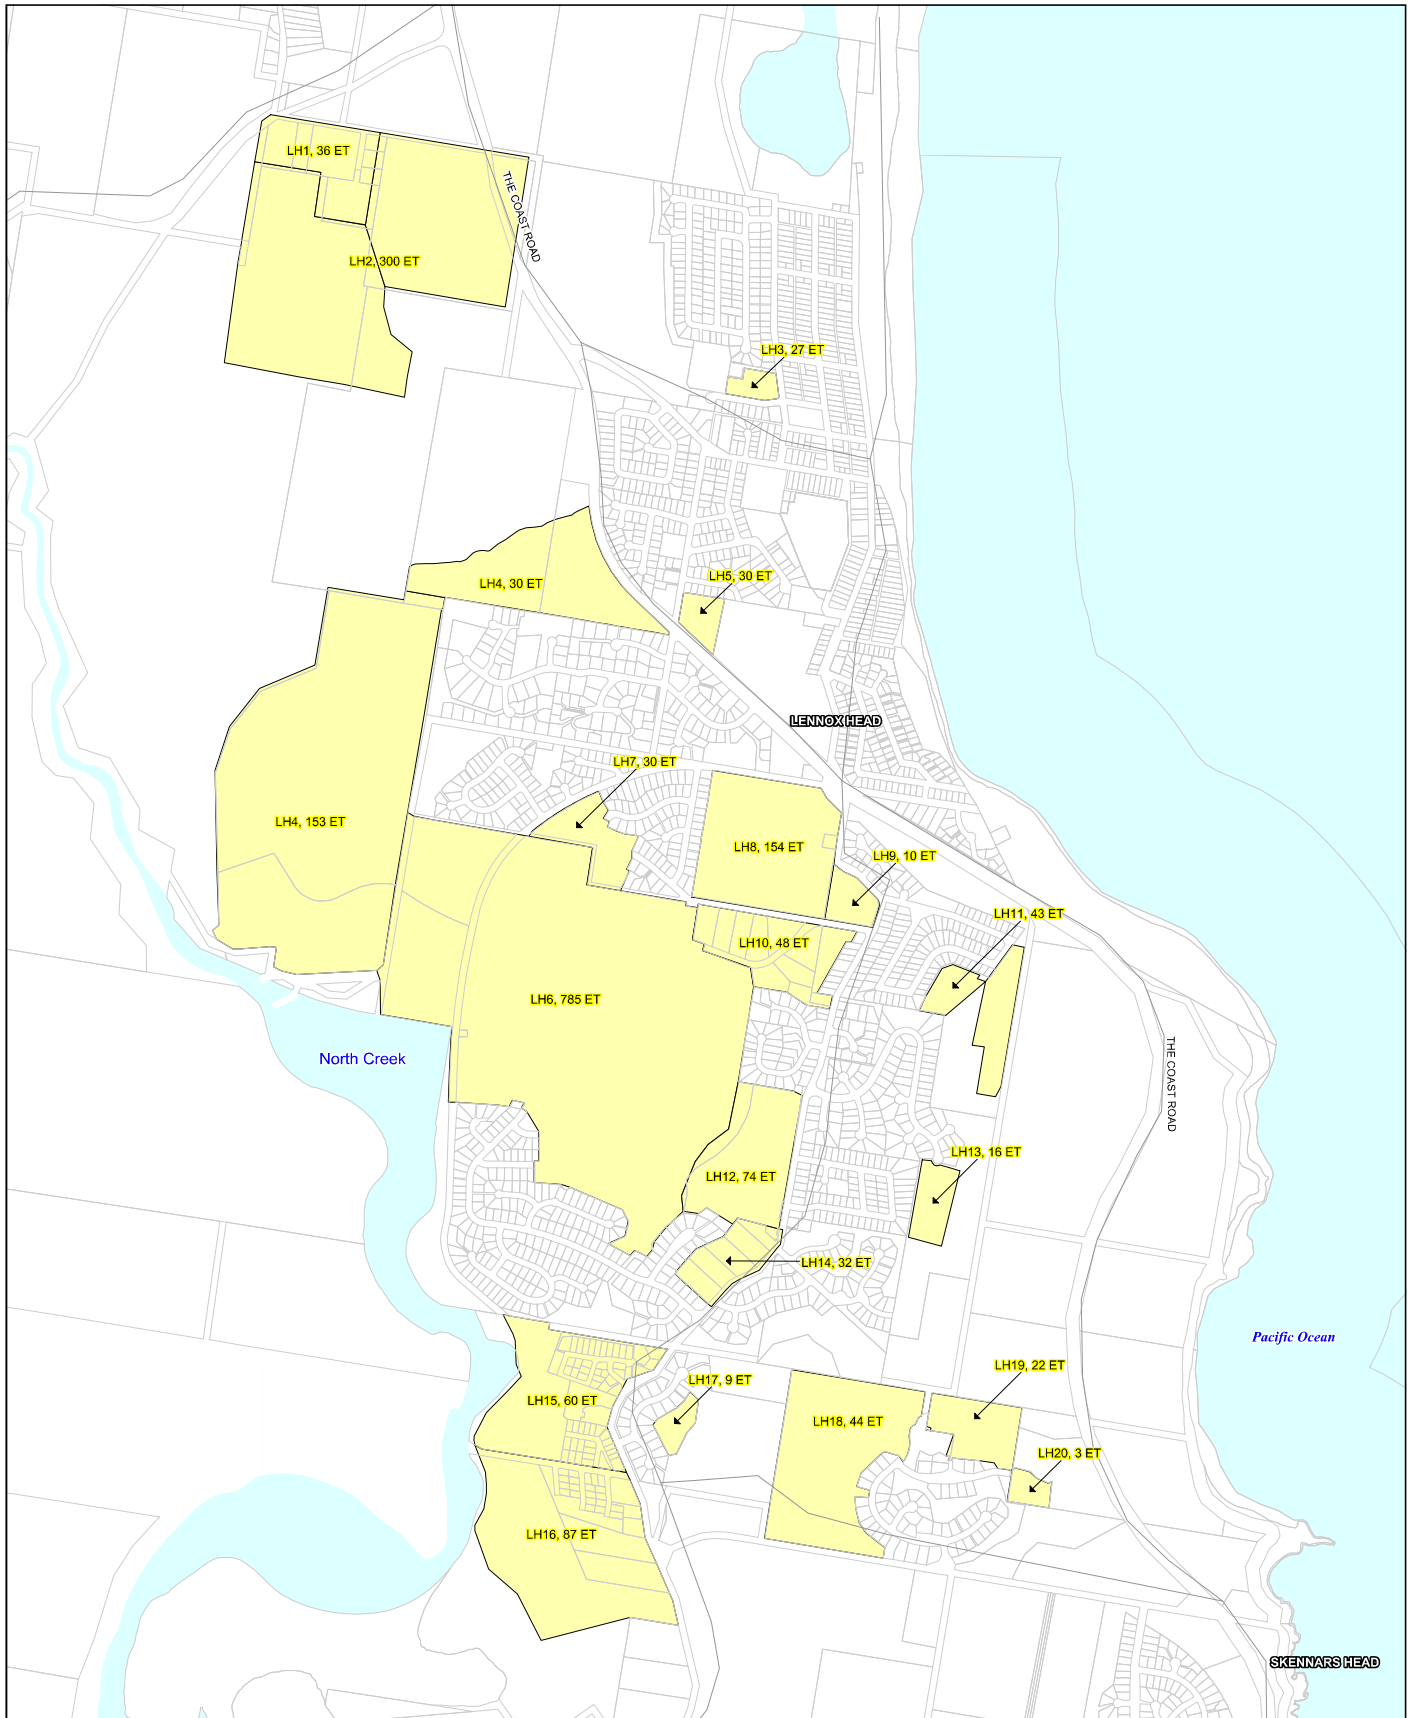 LH1, 36 ET
THE COAST ROAD
LH2, 300 ET
LH3, 27 ET
LH4, 30 ET
LH5, 30 ET
LENNOX HEAD
LH7, 30 ET
LH4, 153 ET
LH8, 154 ET
LH9, 10 ET
LH11, 43 ET
LH10, 48 ET
LH6, 785 ET
North Creek
THE COAST ROAD
LH13, 16 ET
LH12, 74 ET
LH14, 32 ET
Pacific Ocean
LH19, 22 ET
LH17, 9 ET
LH15, 60 ET
LH18, 44 ET
LH20, 3 ET
LH16, 87 ET
SKENNARS HEAD